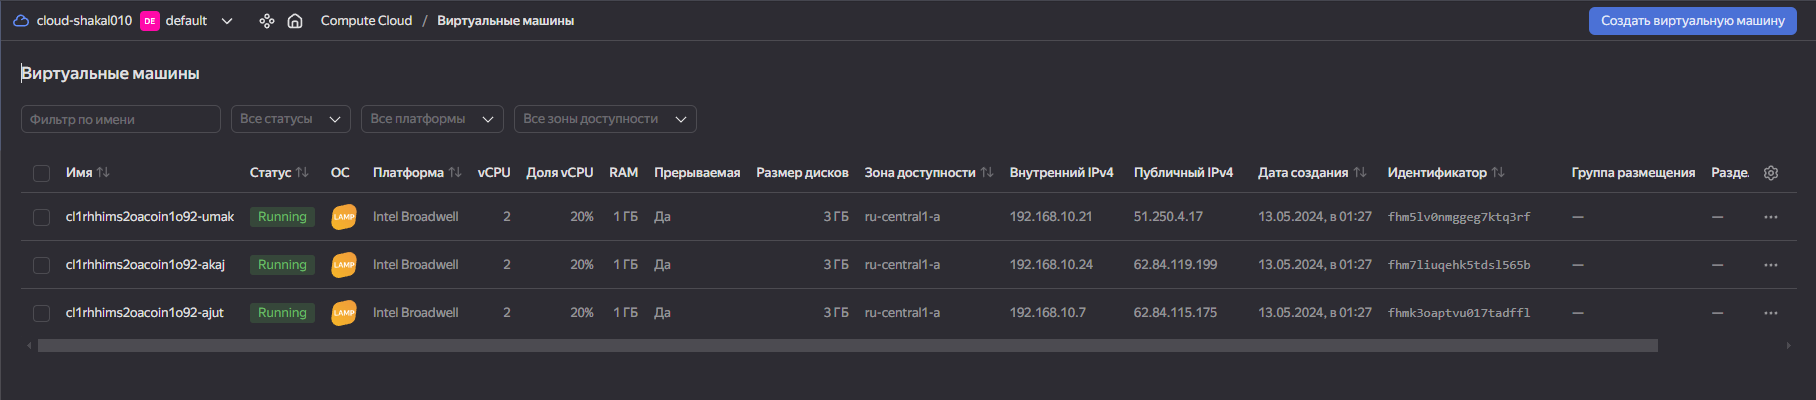 cloud-shakal010 DE default Compute Cloud / Виртуальные машины Создать виртуальную машину
Виртуальные машины
Фильтр по имени Все статусы Все платформы Все зоны доступности
Имя Статус ОС Платформа vCPU Доля vCPU RAM Прерываемая Размер дисков Зона доступности Внутренний IPv4 Публичный IPv4 Дата создания Идентификатор Группа размещения Разде.
cl1rhhims2oacoin1o92-umak Running LAMP Intel Broadwell 2 20% 1 ГБ Да 3 ГБ ru-central1-a 192.168.10.21 51.250.4.17 13.05.2024, в 01:27 fhm5lv0nmggeg7ktq3rf — — ···
cl1rhhims2oacoin1o92-akaj Running LAMP Intel Broadwell 2 20% 1 ГБ Да 3 ГБ ru-central1-a 192.168.10.24 62.84.119.199 13.05.2024, в 01:27 fhm7liuqehk5tdsl565b — — ···
cl1rhhims2oacoin1o92-ajut Running LAMP Intel Broadwell 2 20% 1 ГБ Да 3 ГБ ru-central1-a 192.168.10.7 62.84.115.175 13.05.2024, в 01:27 fhmk3oaptvu017tadffl — — ···